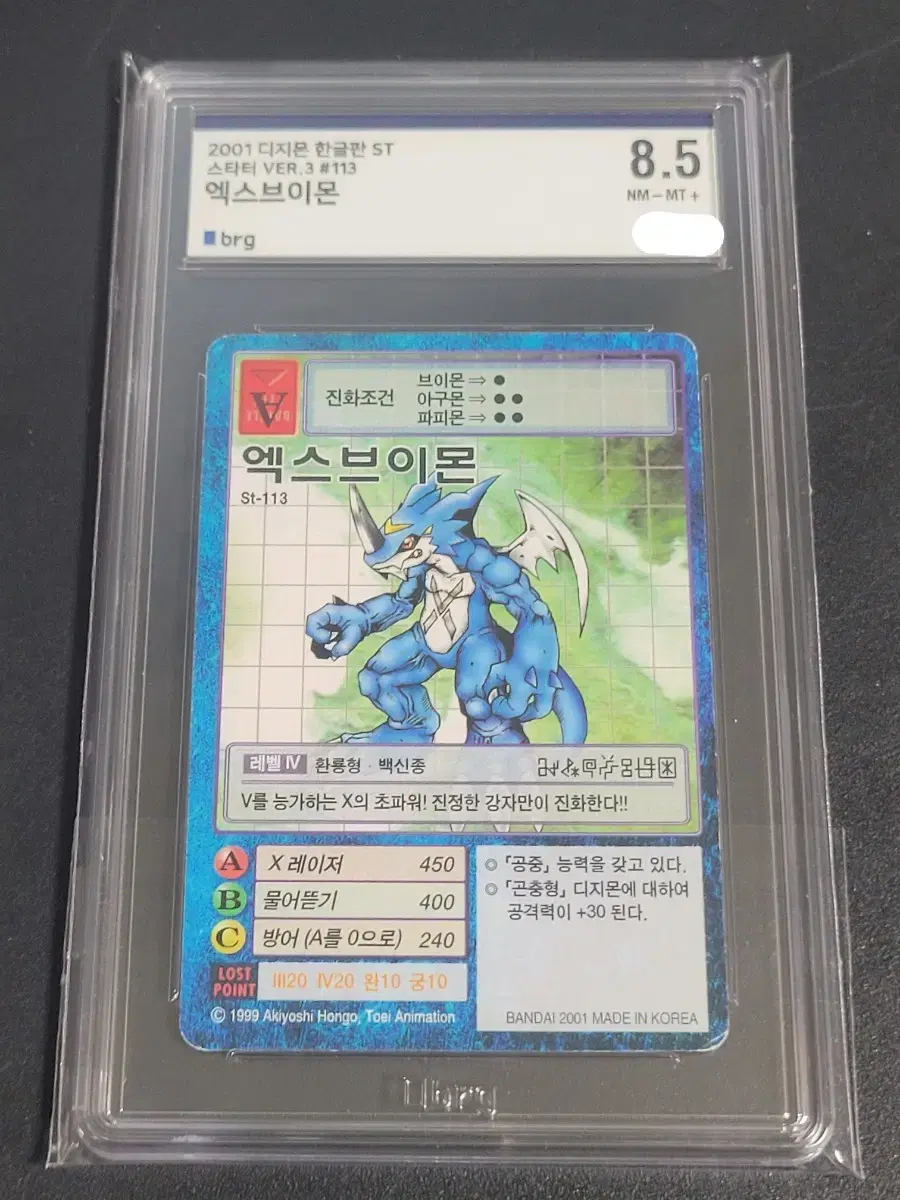 2001 디지몬 한글판 ST
스타터 VER.3 #113
엑스브이몬
brg
8.5
NM-MT+
A
진화조건
브이몬⇒●
아구몬⇒●●
파피몬⇒●●
엑스브이몬
St-113
레벨 Ⅳ 환룡형·백신종
V를 능가하는 X의 초파워! 진정한 강자만이 진화한다!!
A X 레이저 450
B 물어뜯기 400
C 방어 (A를 0으로) 240
LOST POINT Ⅲ20 Ⅳ20 완10 궁10
◎「공중」능력을 갖고 있다.
◎「곤충형」디지몬에 대하여
공격력이 +30 된다.
© 1999 Akiyoshi Hongo, Toei Animation
BANDAI 2001 MADE IN KOREA
brg